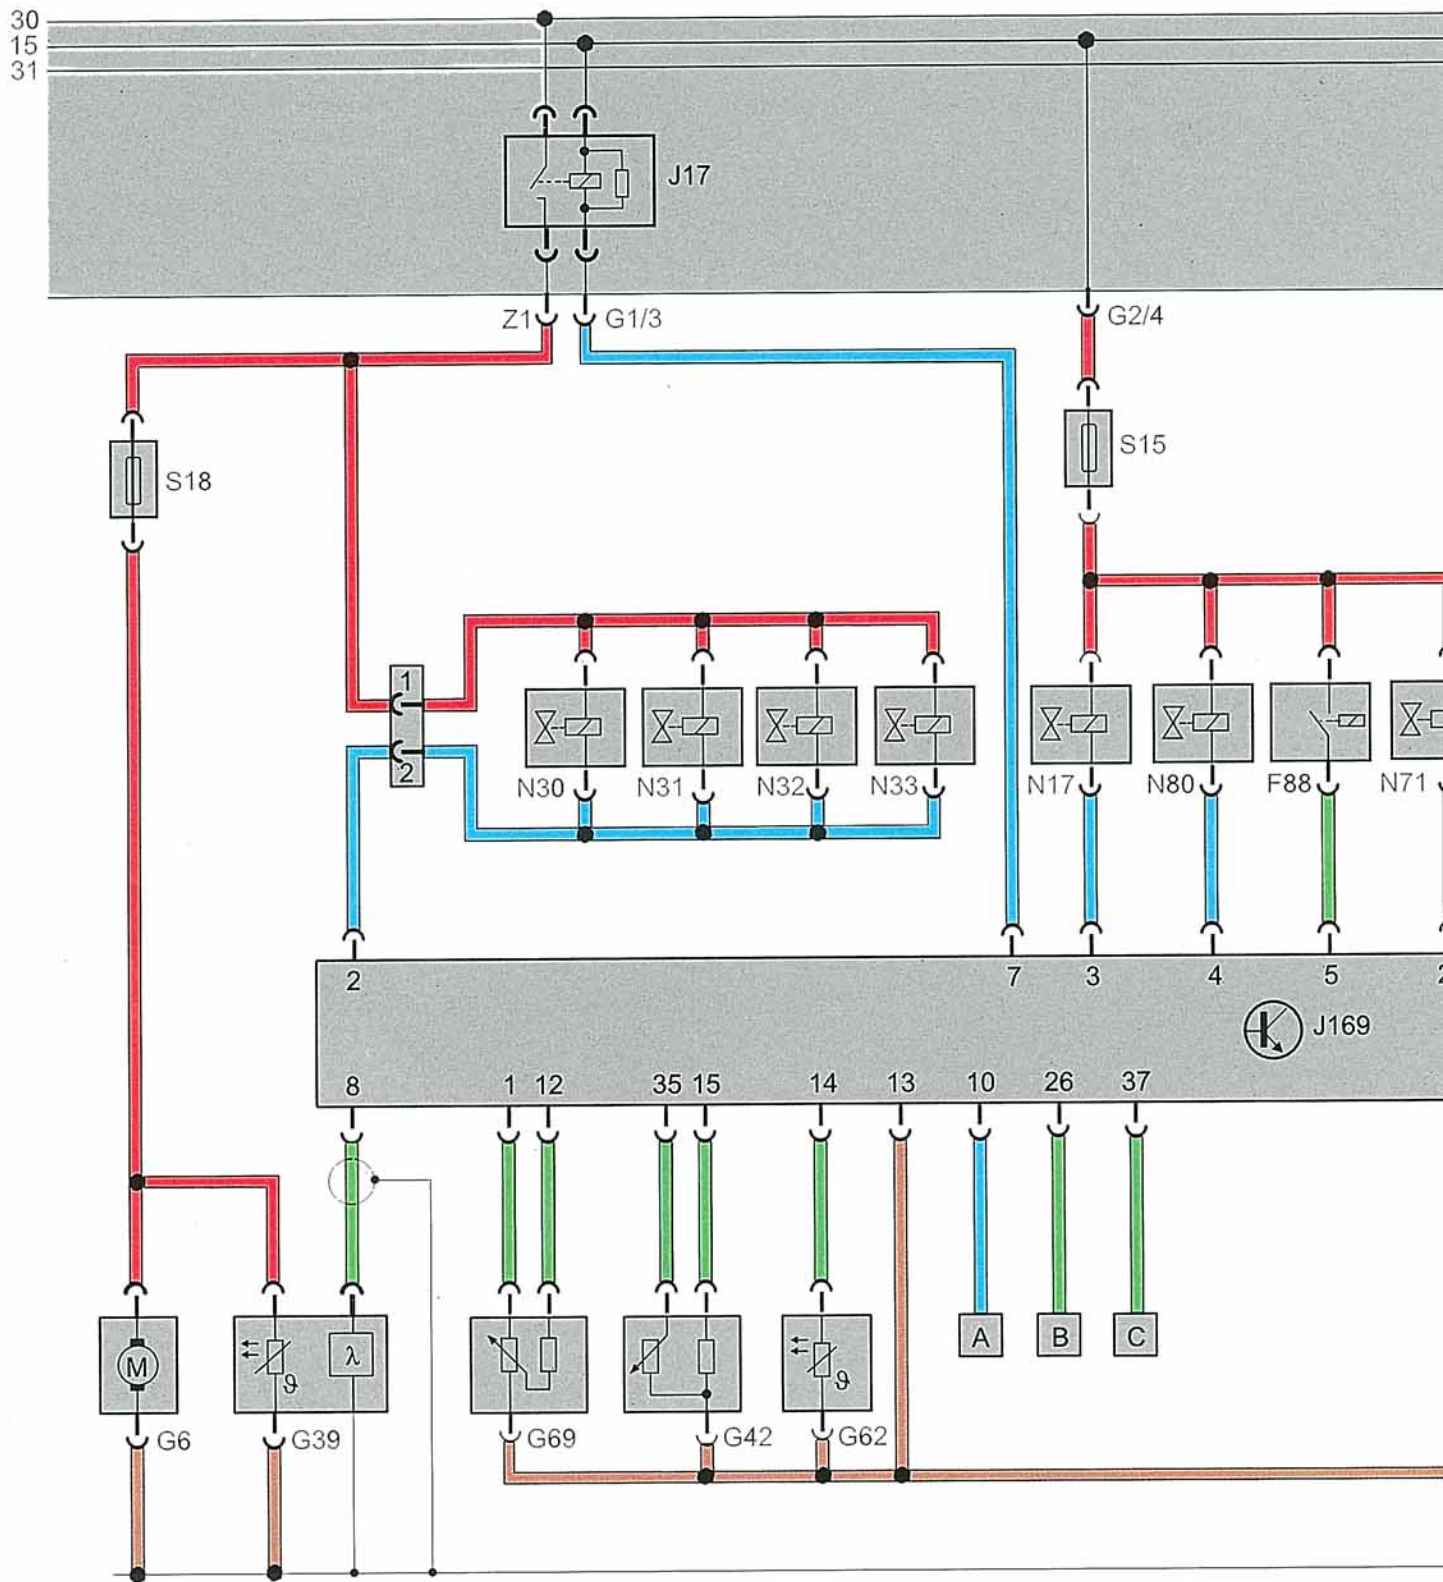 30
15
31
J17
Z1 G1/3 G2/4
S15
S18
1
2
N30 N31 N32 N33 N17 N80 F88 N71
2 7 3 4 5
J169
8 1 12 35 15 14 13 10 26 37
A B C
M λ ϑ ϑ
G6 G39 G69 G42 G62